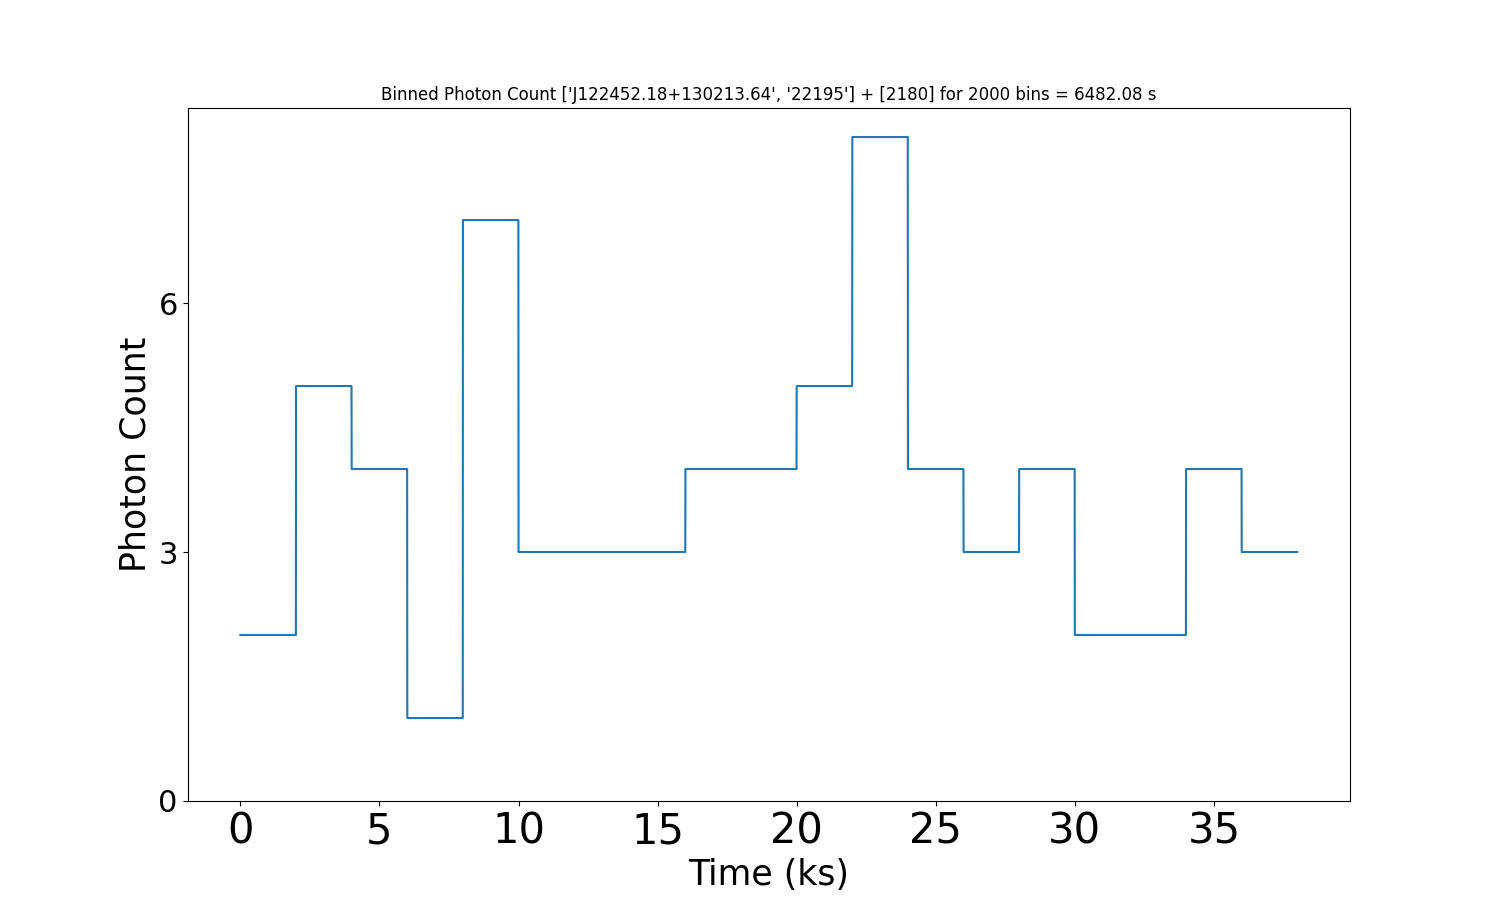 Binned Photon Count ['J122452.18+130213.64', '22195'] + [2180] for 2000 bins = 6482.08 s
6
3
0
Photon Count
0 5 10 15 20 25 30 35
Time (ks)